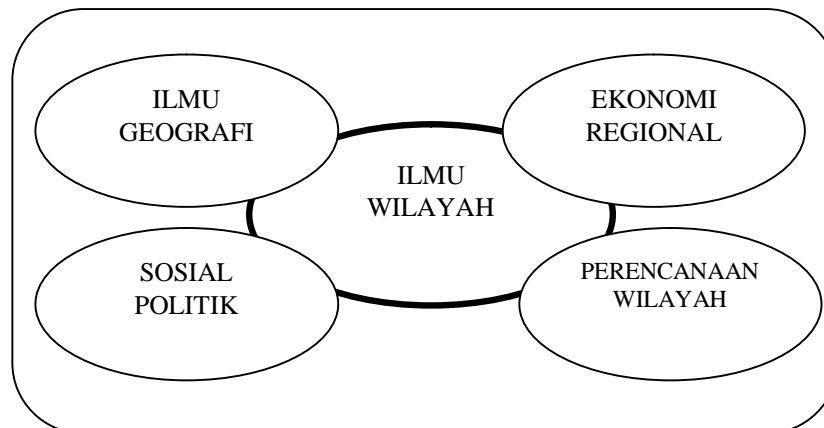 ILMU
GEOGRAFI
EKONOMI
REGIONAL
ILMU
WILAYAH
SOSIAL
POLITIK
PERENCANAAN
WILAYAH